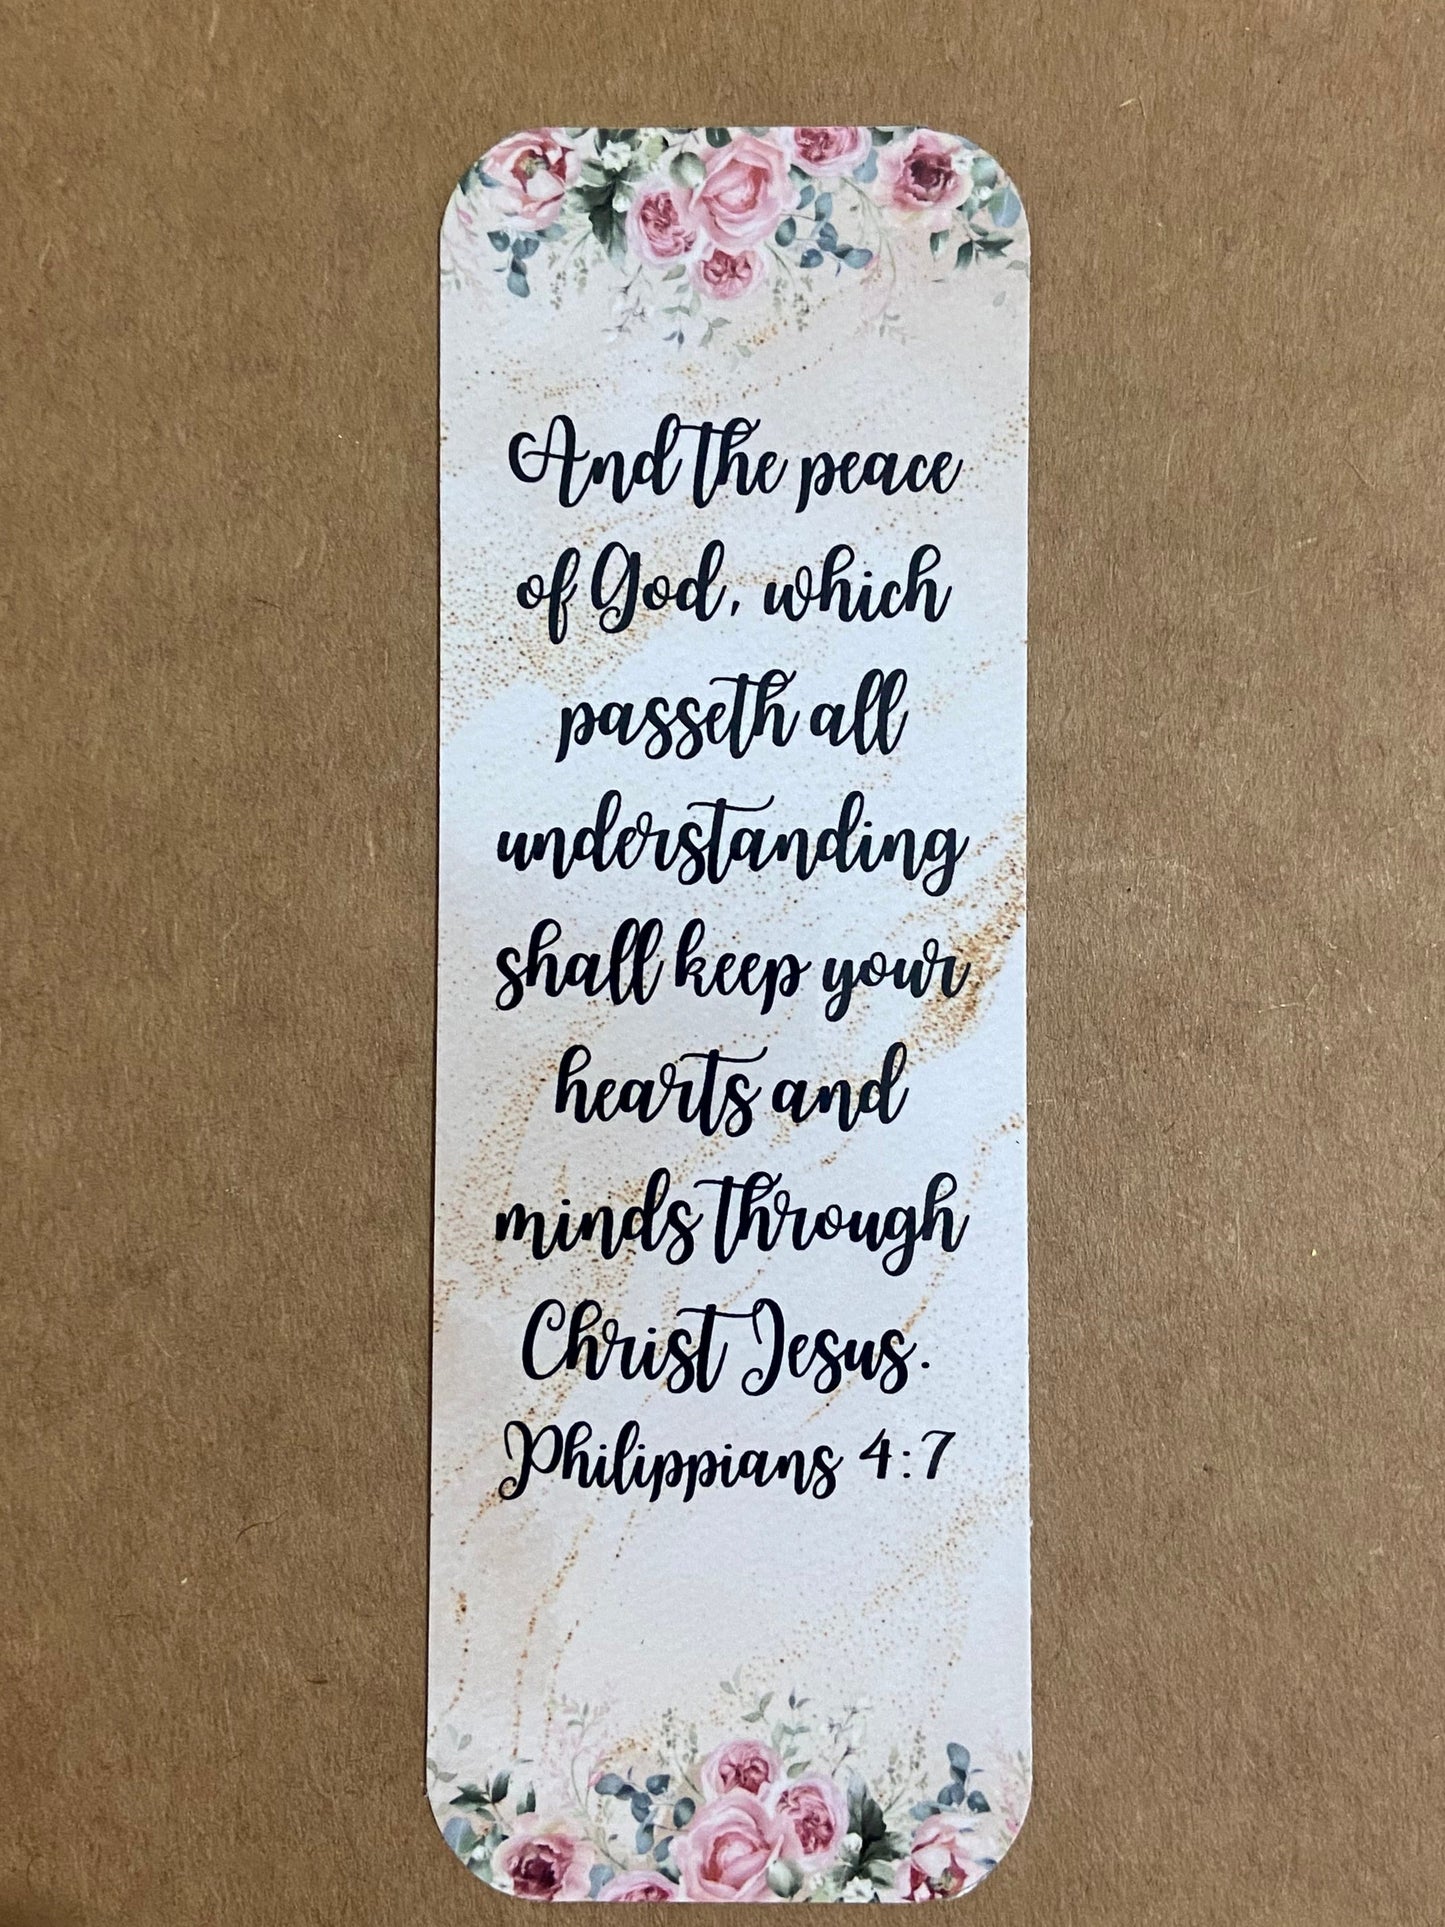 And the peace
of God, which
passeth all
understanding
shall keep your
hearts and
minds through
Christ Jesus.
Philippians 4:7